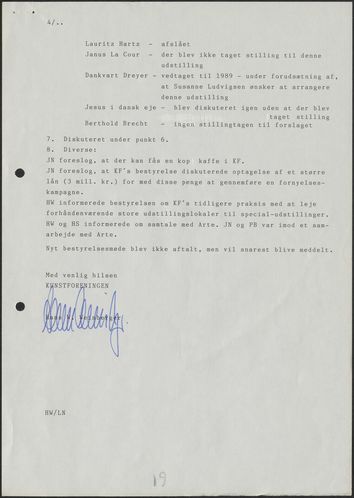 4/..
Lauritz Hartz - afslået
Janus La Cour - der blev ikke taget stilling til denne
udstilling
Dankvart Dreyer - vedtaget til 1989 - under forudsætning af,
at Susanne Ludvigsen ønsker at arrangere
denne udstilling
Jesus i dansk eje - blev diskuteret igen uden at der blev
taget stilling
Berthold Brecht - ingen stillingtagen til forslaget
7. Diskuteret under punkt 6.
8. Diverse:
JN foreslog, at der kan fås en kop kaffe i KF.
JN foreslog, at KF's bestyrelse diskuterede optagelse af et større
lån (3 mill. kr.) for med disse penge at gennemføre en fornyelses-
kampagne.
HW informerede bestyrelsen om KF's tidligere praksis med at leje
forhåndenværende store udstillingslokaler til special-udstillinger.
HW og HS informerede om samtale med Arte. JN og PB var imod et sam-
arbejde med Arte.
Nyt bestyrelsesmøde blev ikke aftalt, men vil snarest blive meddelt.
Med venlig hilsen
KUNSTFORENINGEN
Hans W. Weinberger
HW/LN
19